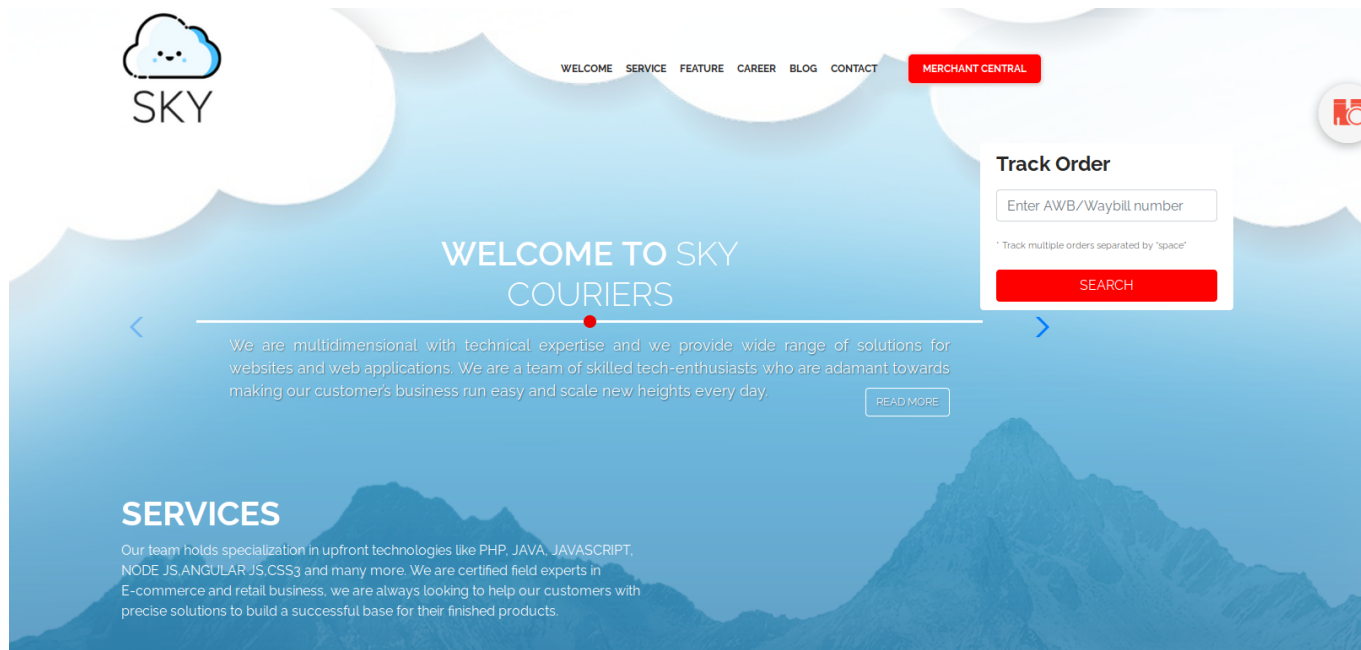 SKY
WELCOME SERVICE FEATURE CAREER BLOG CONTACT MERCHANT CENTRAL
Track Order
Enter AWB/Waybill number
* Track multiple orders separated by "space"
SEARCH
WELCOME TO SKY
COURIERS
We are multidimensional with technical expertise and we provide wide range of solutions for
websites and web applications. We are a team of skilled tech-enthusiasts who are adamant towards
making our customer's business run easy and scale new heights every day.
READ MORE
SERVICES
Our team holds specialization in upfront technologies like PHP, JAVA, JAVASCRIPT,
NODE JS,ANGULAR JS,CSS3 and many more. We are certified field experts in
E-commerce and retail business, we are always looking to help our customers with
precise solutions to build a successful base for their finished products.